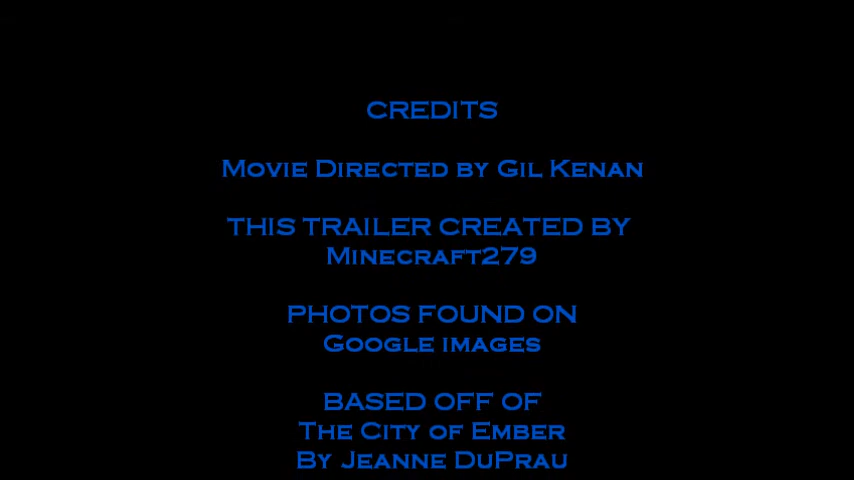 CREDITS
Movie Directed by Gil Kenan
THIS TRAILER CREATED BY
Minecraft279
PHOTOS FOUND ON
Google images
BASED OFF OF
The City of Ember
By Jeanne DuPrau